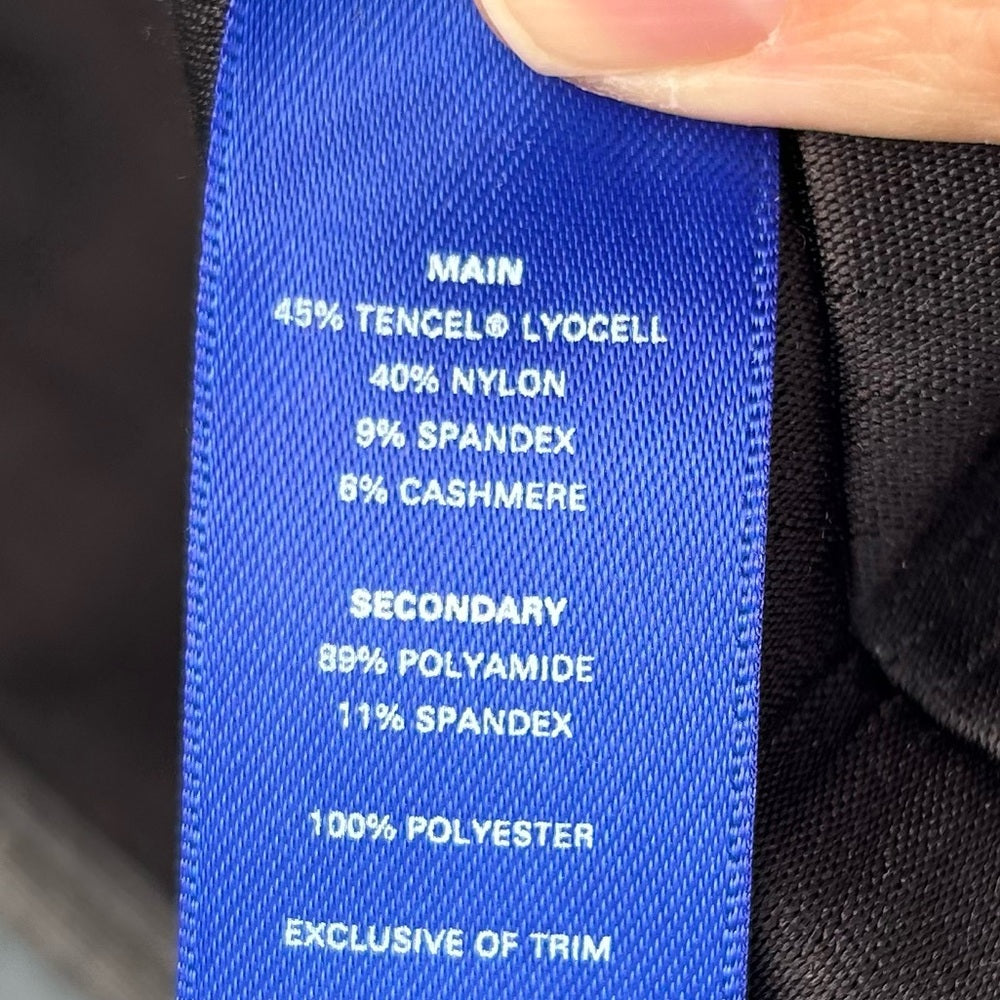 MAIN
45% TENCEL® LYOCELL
40% NYLON
9% SPANDEX
6% CASHMERE
SECONDARY
89% POLYAMIDE
11% SPANDEX
100% POLYESTER
EXCLUSIVE OF TRIM